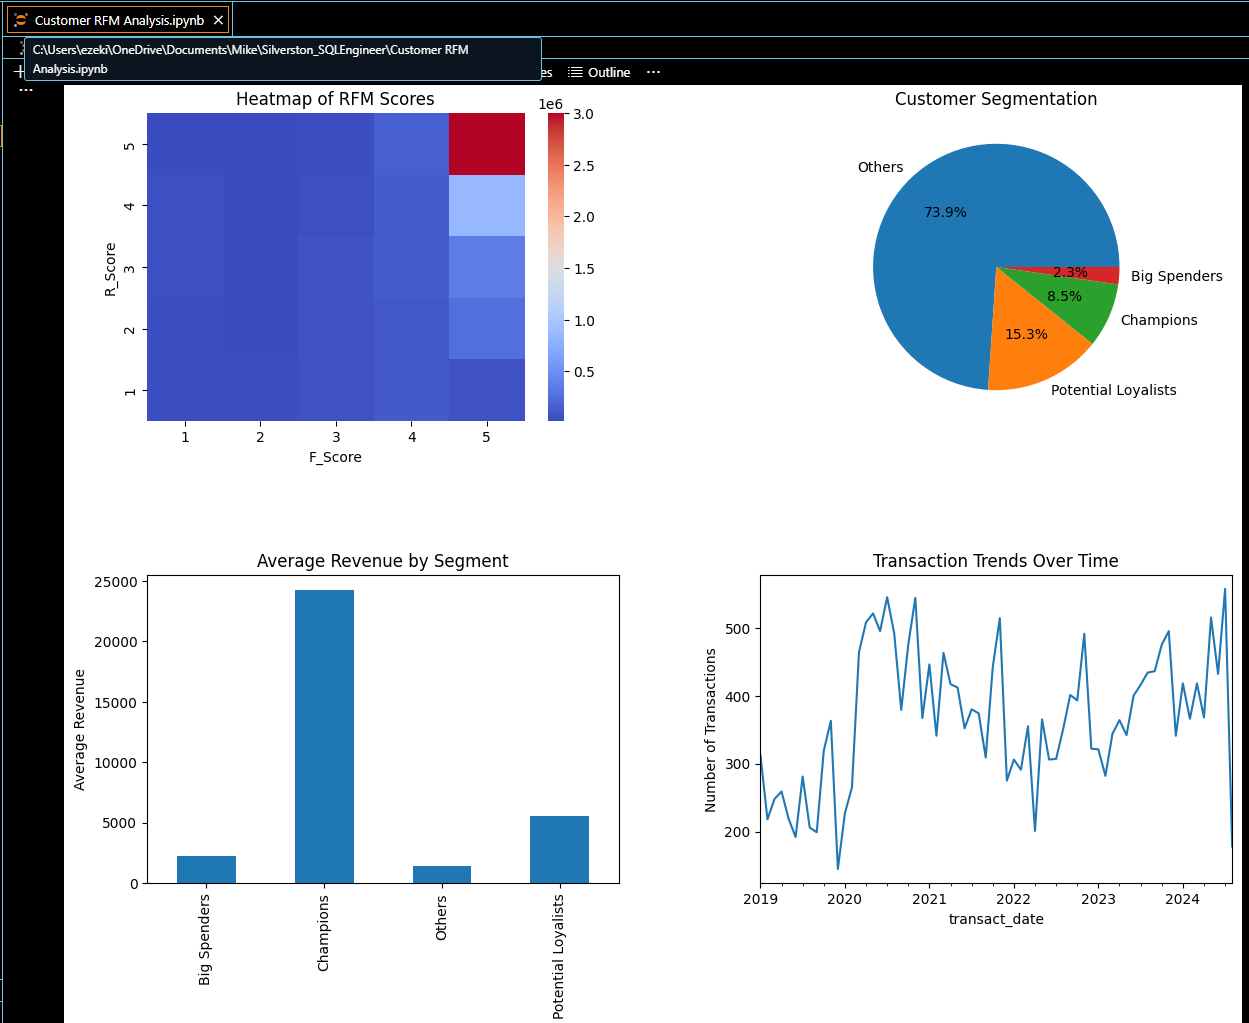 Customer RFM Analysis.ipynb
C:\Users\ezeki\OneDrive\Documents\Mike\Silverston_SQLEngineer\Customer RFM
Analysis.ipynb
es
Outline
...
...
Heatmap of RFM Scores
1e6
5
4
3
2
1
R_Score
1 2 3 4 5
F_Score
3.0
2.5
2.0
1.5
1.0
0.5
Customer Segmentation
Others
73.9%
2.3%
Big Spenders
8.5%
Champions
15.3%
Potential Loyalists
Average Revenue by Segment
25000
20000
15000
10000
5000
0
Average Revenue
Big Spenders
Champions
Others
Potential Loyalists
Transaction Trends Over Time
500
400
300
200
Number of Transactions
2019 2020 2021 2022 2023 2024
transact_date